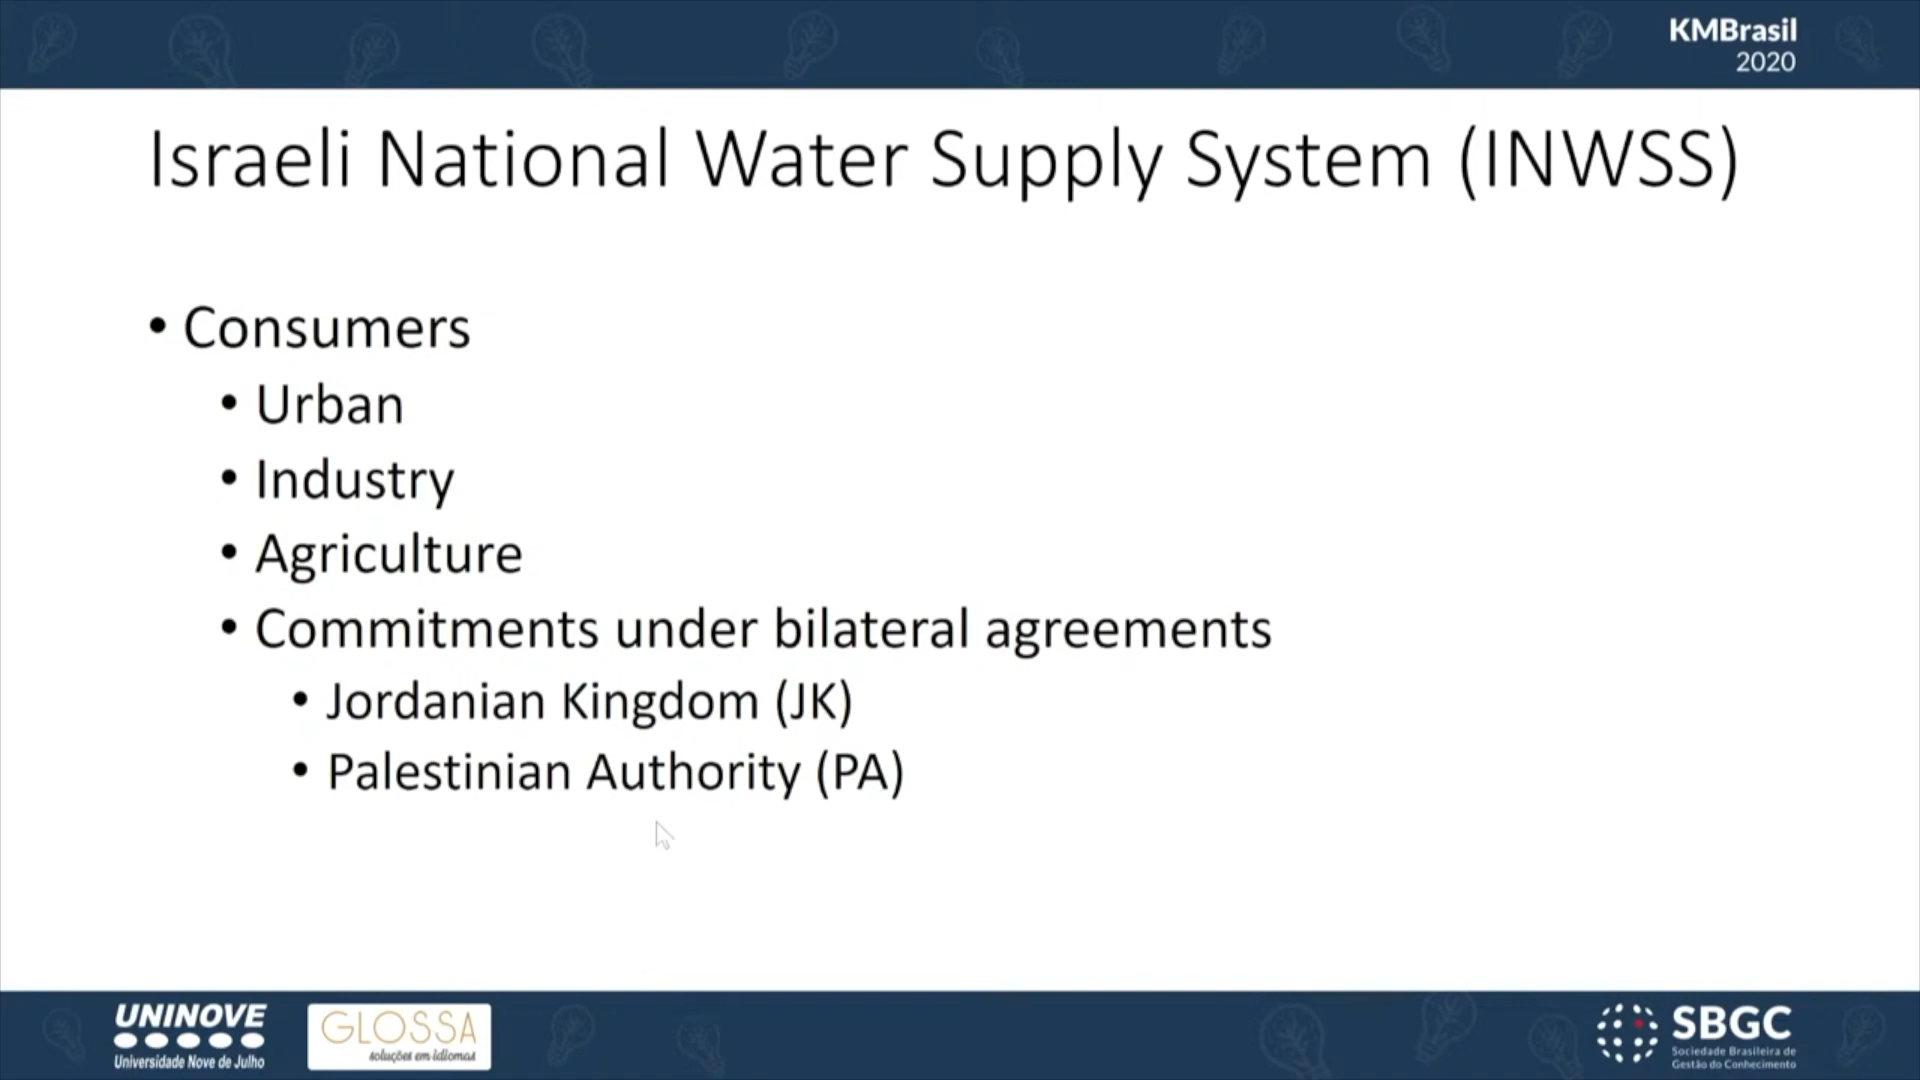 KMBrasil
2020
Israeli National Water Supply System (INWSS)
• Consumers
• Urban
• Industry
• Agriculture
• Commitments under bilateral agreements
• Jordanian Kingdom (JK)
• Palestinian Authority (PA)
UNINOVE
Universidade Nove de Julho
GLOSSA
soluções em idiomas
SBGC
Sociedade Brasileira de
Gestão do Conhecimento